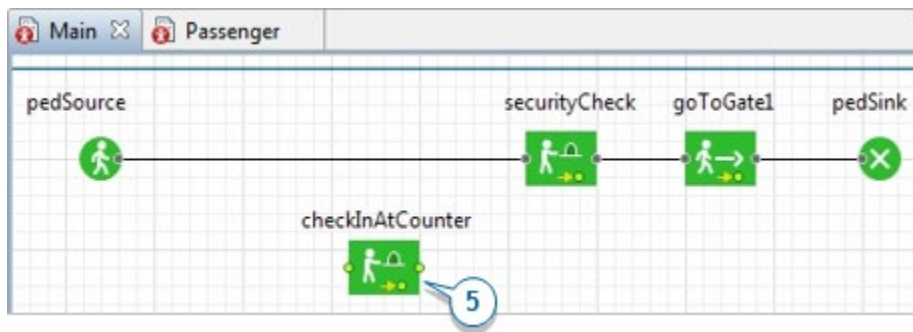 Main
Passenger
pedSource
securityCheck
goToGate1
pedSink
checkInAtCounter
5